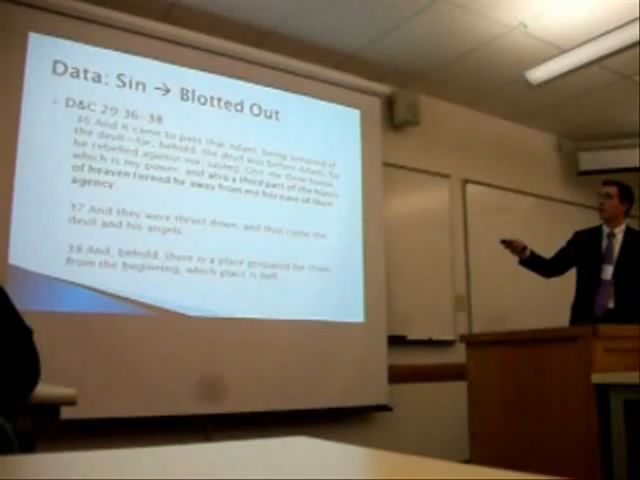 Data: Sin → Blotted Out
D&C 29:36-38
36 And it came to pass that Adam, being tempted of
the devil—for, behold, the devil was before Adam, for
he rebelled against me, saying, Give me thine honor,
which is my power; and also a third part of the hosts
of heaven turned he away from me because of their
agency;
37 And they were thrust down, and thus came the
devil and his angels
38 And, behold, there is a place prepared for them
from the beginning, which place is hell.